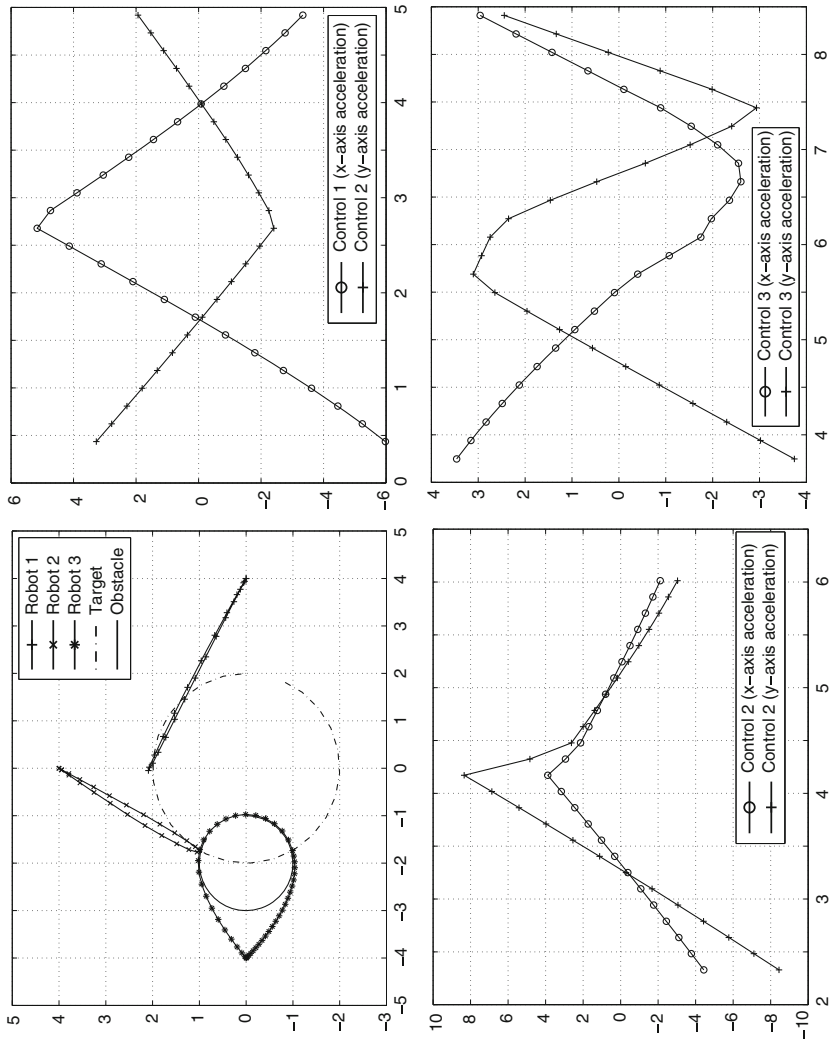 5
4
3
2
1
0
−1
−2
−3
−5 −4 −3 −2 −1 0 1 2 3 4 5
Robot 1
Robot 2
Robot 3
Target
Obstacle
6
4
2
0
−2
−4
−6
0 1 2 3 4 5
Control 1 (x−axis acceleration)
Control 2 (y−axis acceleration)
10
8
6
4
2
0
−2
−4
−6
−8
−10
2 3 4 5 6
Control 2 (x−axis acceleration)
Control 2 (y−axis acceleration)
4
3
2
1
0
−1
−2
−3
−4
4 5 6 7 8
Control 3 (x−axis acceleration)
Control 3 (y−axis acceleration)